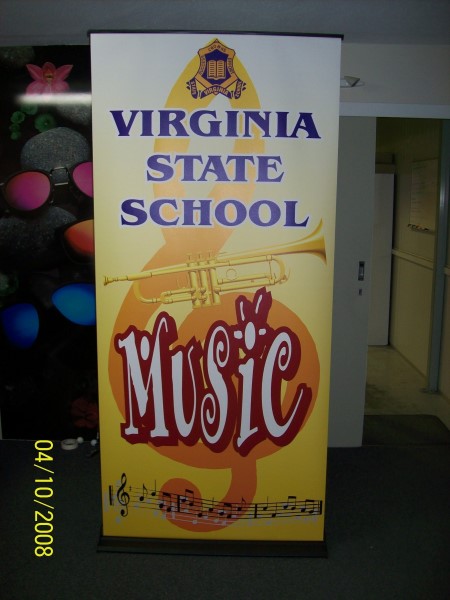 VIRGINIA
STATE
SCHOOL
MUSiC
04/10/2008